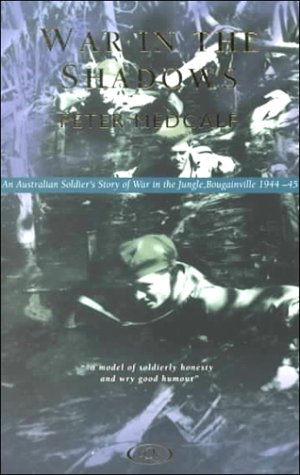 WAR IN THE
SHADOWS
PETER MEDCALF
An Australian Soldier's Story of War in the Jungle, Bougainville 1944 –45
"a model of soldierly honesty
and wry good humour"